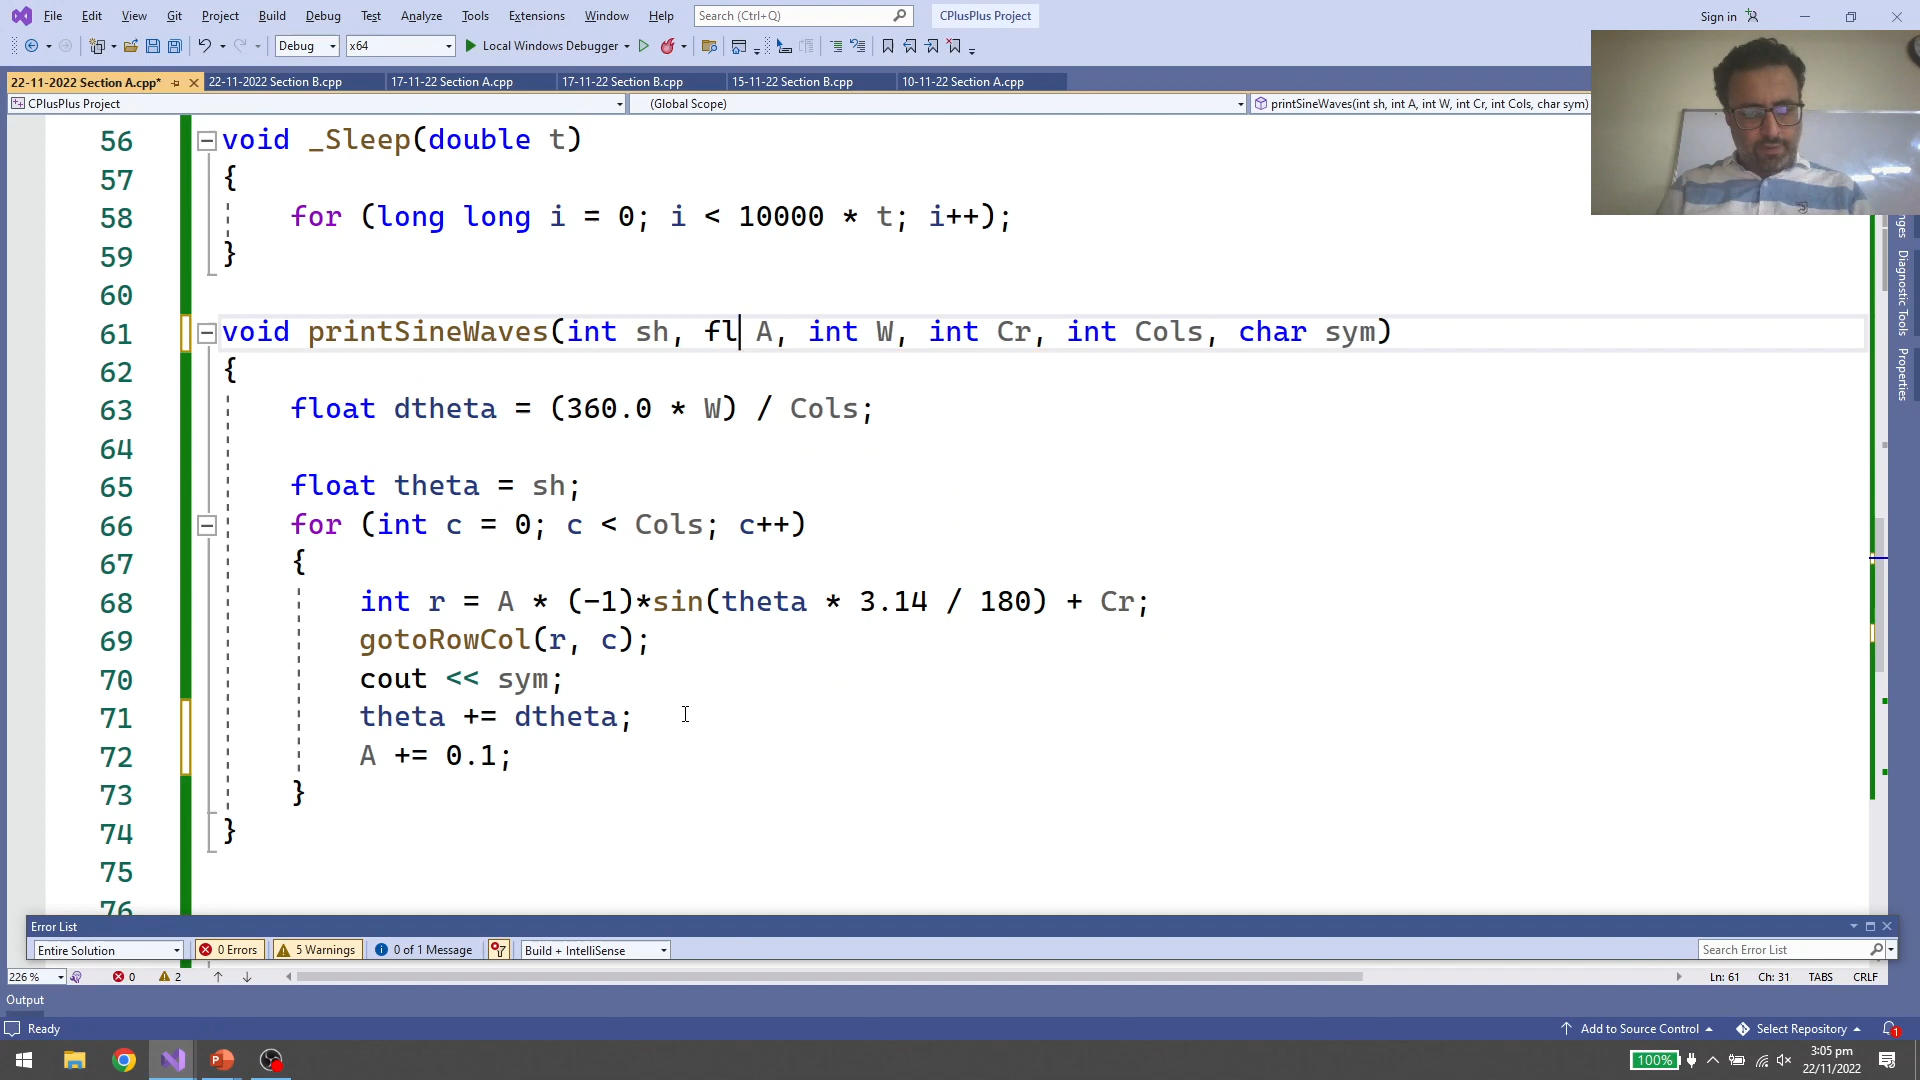 File Edit View Git Project Build Debug Test Analyze Tools Extensions Window Help Search (Ctrl+Q) CPlusPlus Project Sign in
Debug x64 Local Windows Debugger
22-11-2022 Section A.cpp* 22-11-2022 Section B.cpp 17-11-22 Section A.cpp 17-11-22 Section B.cpp 15-11-22 Section B.cpp 10-11-22 Section A.cpp
CPlusPlus Project (Global Scope) printSineWaves(int sh, int A, int W, int Cr, int Cols, char sym)
56 void _Sleep(double t)
57 {
58 for (long long i = 0; i < 10000 * t; i++);
59 }
60
61 void printSineWaves(int sh, fl A, int W, int Cr, int Cols, char sym)
62 {
63 float dtheta = (360.0 * W) / Cols;
64
65 float theta = sh;
66 for (int c = 0; c < Cols; c++)
67 {
68 int r = A * (-1)*sin(theta * 3.14 / 180) + Cr;
69 gotoRowCol(r, c);
70 cout << sym;
71 theta += dtheta;
72 A += 0.1;
73 }
74 }
75
76
Diagnostic Tools
Properties
Error List
Entire Solution 0 Errors 5 Warnings 0 of 1 Message Build + IntelliSense Search Error List
226 % 0 2 Ln: 61 Ch: 31 TABS CRLF
Output
Ready Add to Source Control Select Repository 1
100% 3:05 pm
22/11/2022